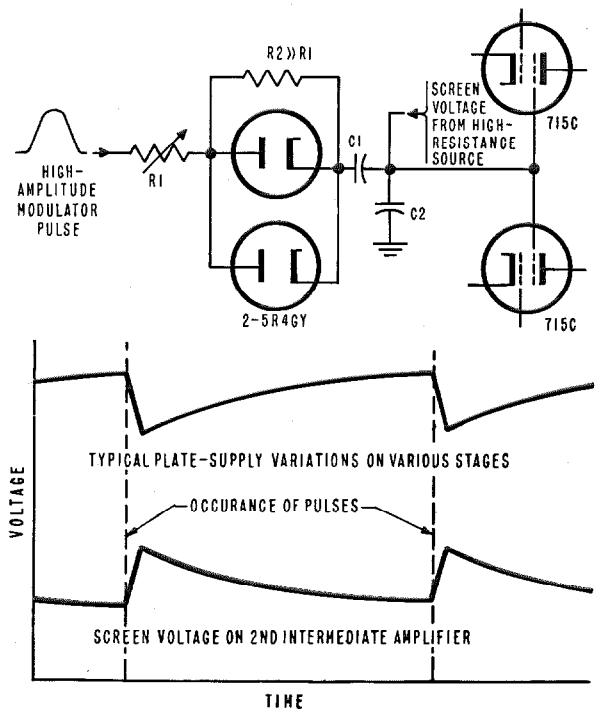 R2»R1
SCREEN
VOLTAGE
FROM HIGH-
RESISTANCE
SOURCE
715C
C1
HIGH-
AMPLITUDE
MODULATOR
PULSE
R1
C2
2-5R4GY
715C
TYPICAL PLATE-SUPPLY VARIATIONS ON VARIOUS STAGES
OCCURANCE OF PULSES
SCREEN VOLTAGE ON 2ND INTERMEDIATE AMPLIFIER
VOLTAGE
TIME